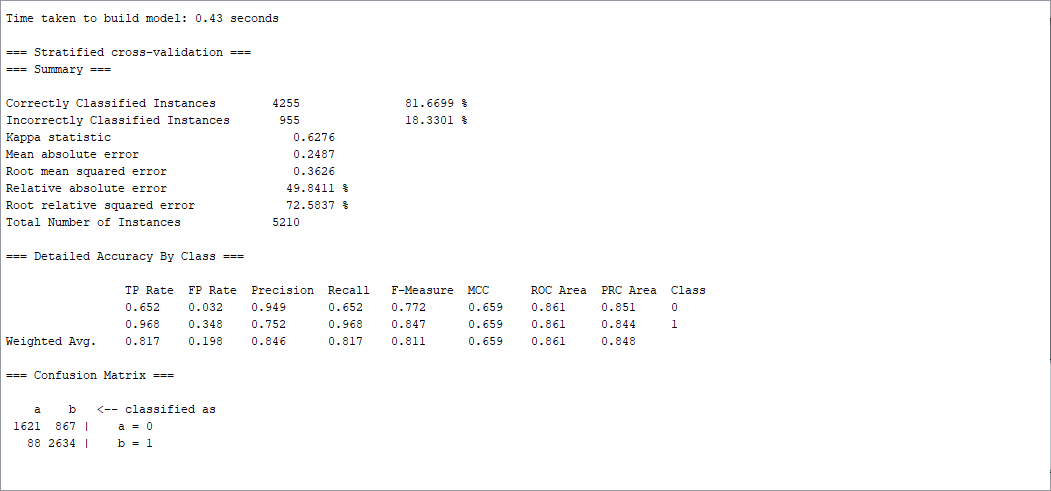 Time taken to build model: 0.43 seconds

=== Stratified cross-validation ===
=== Summary ===

Correctly Classified Instances        4255               81.6699 %
Incorrectly Classified Instances       955               18.3301 %
Kappa statistic                          0.6276
Mean absolute error                      0.2487
Root mean squared error                  0.3626
Relative absolute error                 49.8411 %
Root relative squared error             72.5837 %
Total Number of Instances             5210

=== Detailed Accuracy By Class ===

                 TP Rate  FP Rate  Precision  Recall   F-Measure  MCC      ROC Area  PRC Area  Class
                 0.652    0.032    0.949      0.652    0.772      0.659    0.861     0.851     0
                 0.968    0.348    0.752      0.968    0.847      0.659    0.861     0.844     1
Weighted Avg.    0.817    0.198    0.846      0.817    0.811      0.659    0.861     0.848

=== Confusion Matrix ===

    a    b   <-- classified as
 1621  867 |    a = 0
   88 2634 |    b = 1